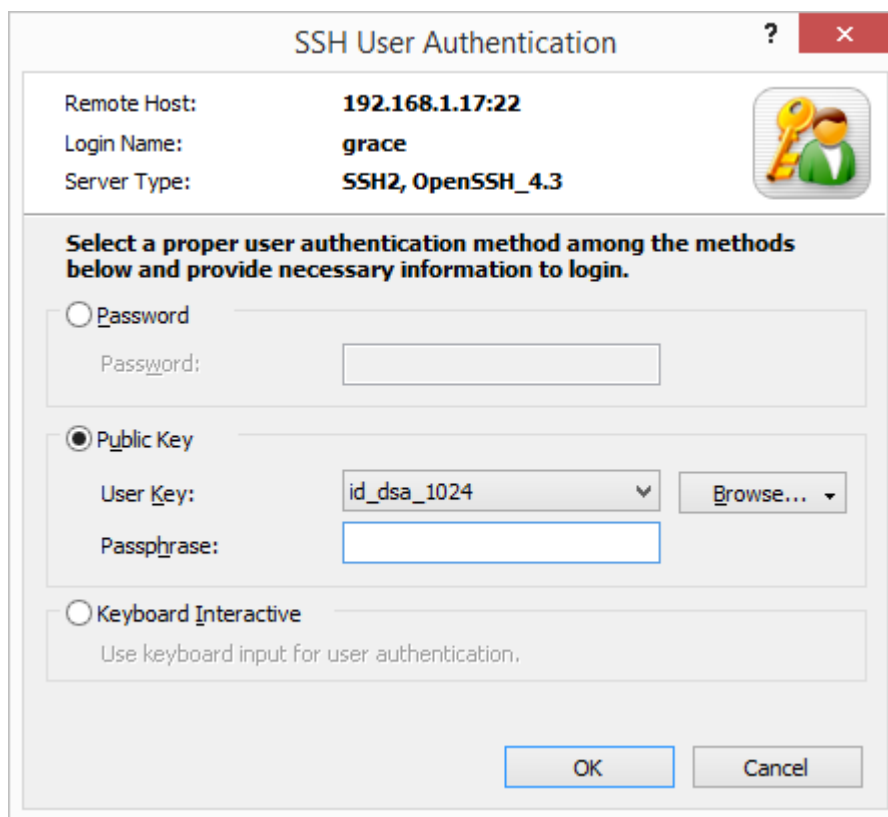 SSH User Authentication ?
Remote Host: 192.168.1.17:22
Login Name: grace
Server Type: SSH2, OpenSSH_4.3
Select a proper user authentication method among the methods
below and provide necessary information to login.
Password
Password:
Public Key
User Key: id_dsa_1024 Browse...
Passphrase:
Keyboard Interactive
Use keyboard input for user authentication.
OK Cancel